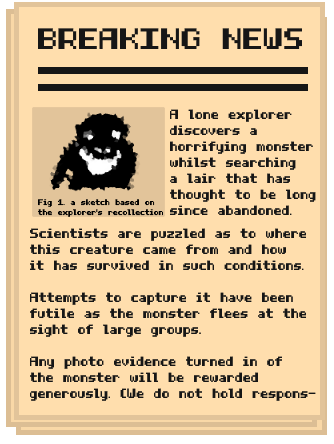 BREAKING NEWS
A lone explorer
discovers a
horrifying monster
whilst searching
a lair that has
thought to be long
since abandoned.
Fig 1. a sketch based on
the explorer's recollection
Scientists are puzzled as to where
this creature came from and how
it has survived in such conditions.
Attempts to capture it have been
futile as the monster flees at the
sight of large groups.
Any photo evidence turned in of
the monster will be rewarded
generously. (We do not hold respons-